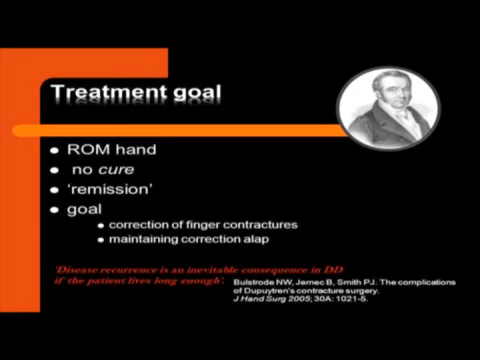 Treatment goal
ROM hand
no cure
‘remission’
goal
correction of finger contractures
maintaining correction alap
‘Disease recurrence is an inevitable consequence in DD
if the patient lives long enough’.
Bulstrode NW, Jemec B, Smith PJ. The complications
of Dupuytren's contracture surgery.
J Hand Surg 2005; 30A: 1021-5.